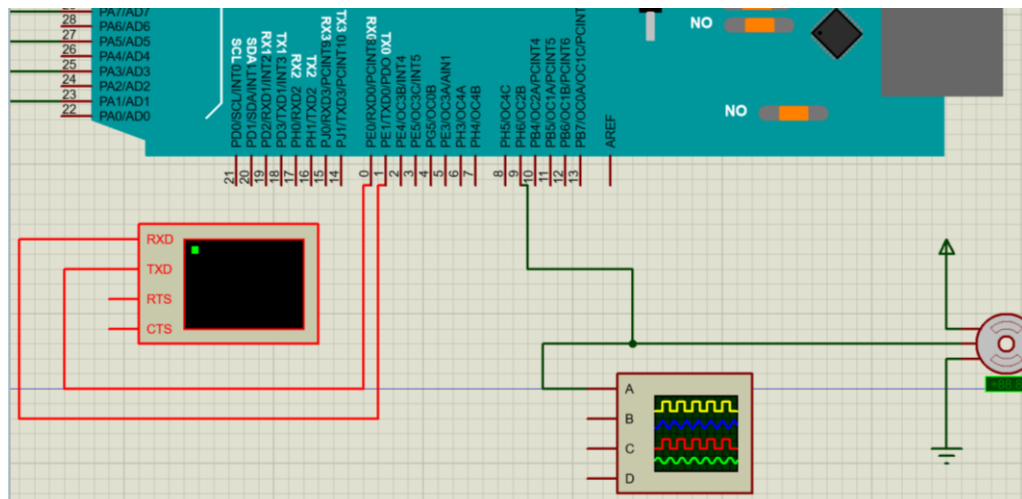 PA7/AD7
28
PA6/AD6
27
PA5/AD5
26
PA4/AD4
25
PA3/AD3
24
PA2/AD2
23
PA1/AD1
22
PA0/AD0
SCL
SDA
RX1
TX1
RX2
TX2
RX3
TX3
RX0
TX0
PD0/SCL/INT0
PD1/SDA/INT1
PD2/RXD1/INT2
PD3/TXD1/INT3
PH0/RXD2
PH1/TXD2
PJ0/RXD3/PCINT9
PJ1/TXD3/PCINT10
PE0/RXD0/PCINT8
PE1/TXD0/PDO
PE4/OC3B/INT4
PE5/OC3C/INT5
PG5/OC0B
PE3/OC3A/AIN1
PH3/OC4A
PH4/OC4B
PH5/OC4C
PH6/OC2B
PB4/OC2A/PCINT4
PB5/OC1A/PCINT5
PB6/OC1B/PCINT6
PB7/OC0A/OC1C/PCINT
AREF
21
20
19
18
17
16
15
14
0
1
2
3
4
5
6
7
8
9
10
11
12
13
ON
ON
RXD
TXD
RTS
CTS
A
B
C
D